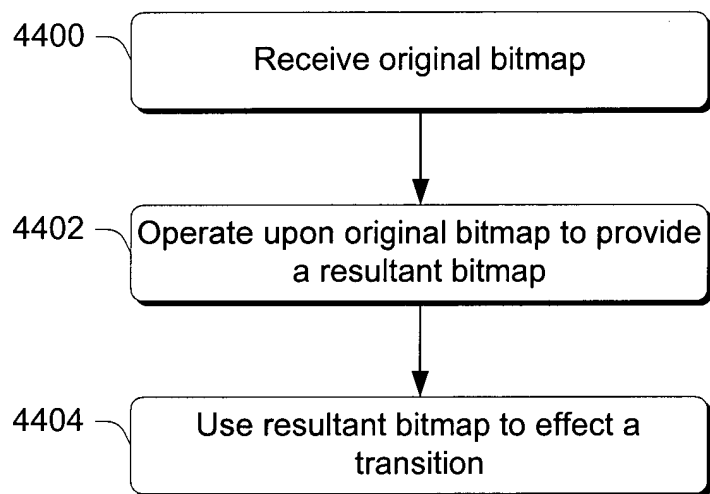 4400
Receive original bitmap
4402
Operate upon original bitmap to provide
a resultant bitmap
4404
Use resultant bitmap to effect a
transition